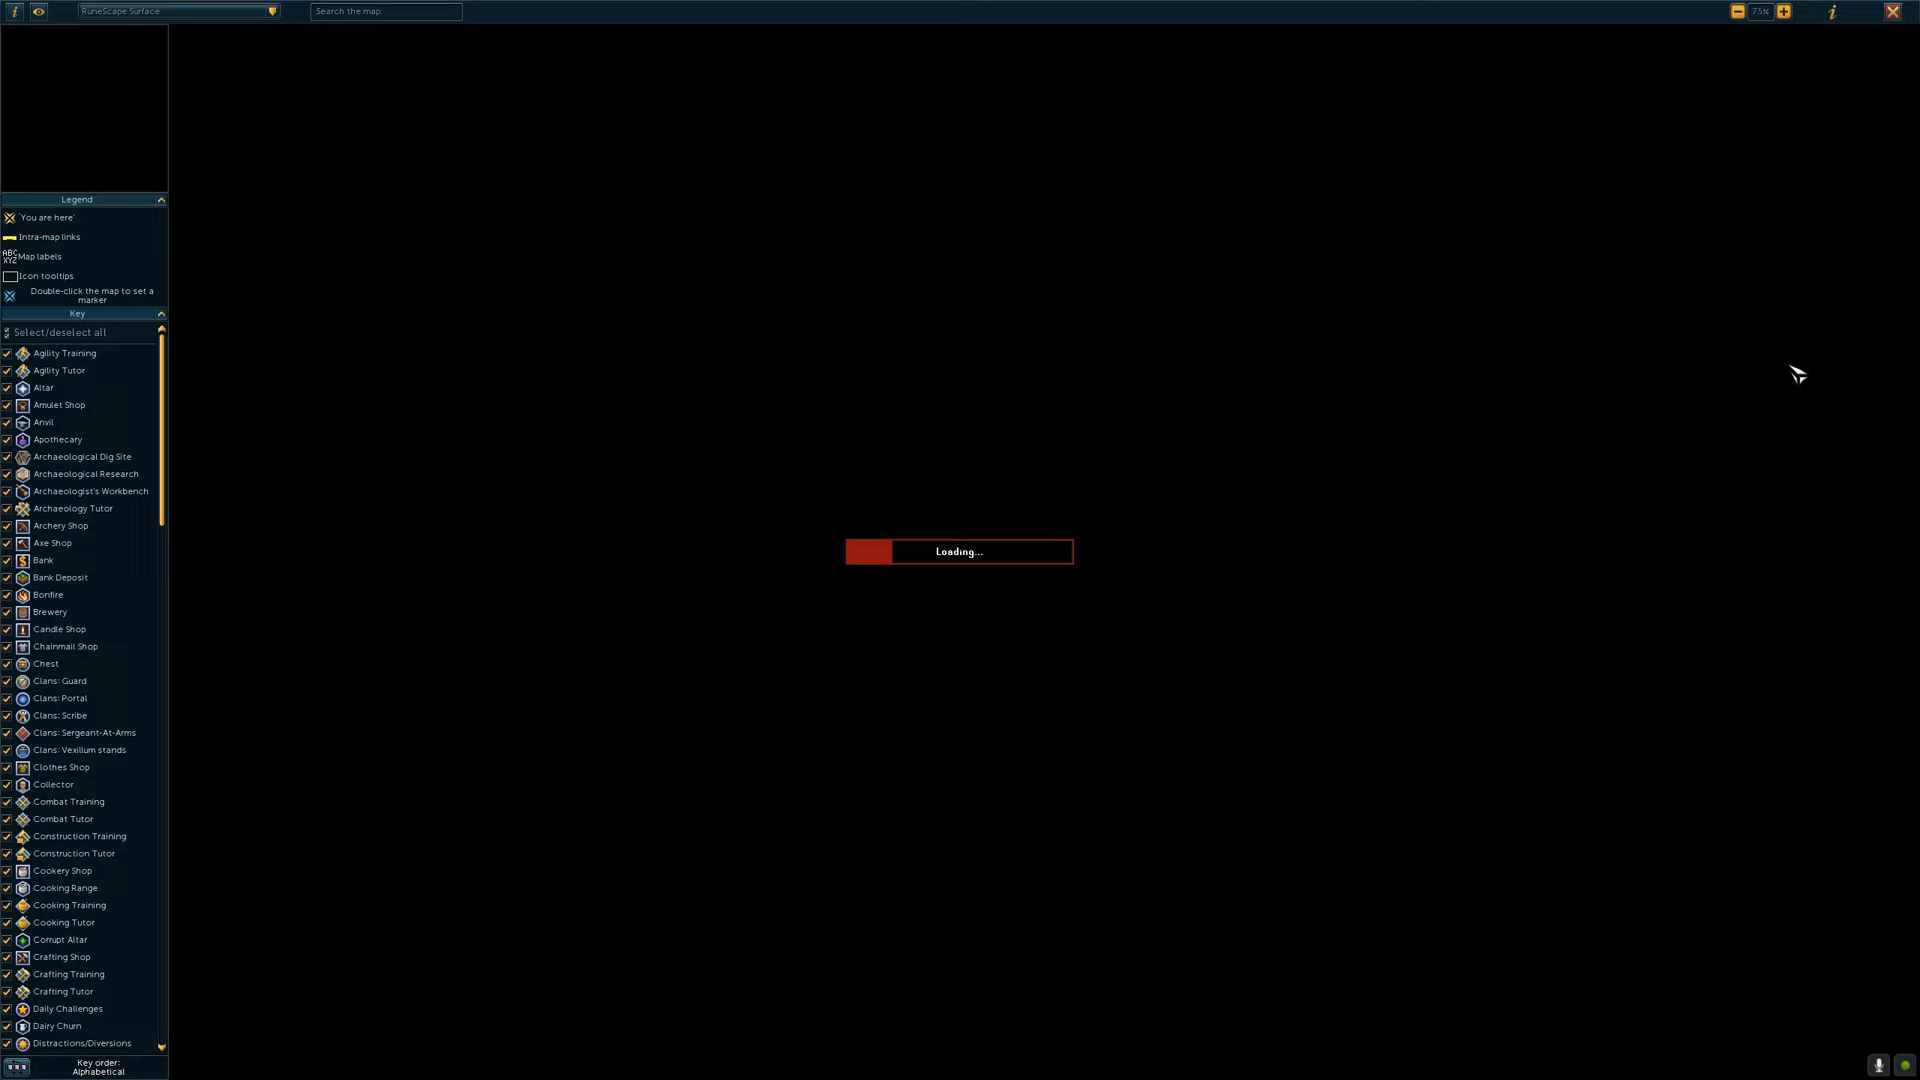 RuneScape Surface
Search the map.
75%
Legend
'You are here'
Intra-map links
ABC
XYZ
Map labels
Icon tooltips
Double-click the map to set a
marker
Key
Select/deselect all
Agility Training
Agility Tutor
Altar
Amulet Shop
Anvil
Apothecary
Archaeological Dig Site
Archaeological Research
Archaeologist's Workbench
Archaeology Tutor
Archery Shop
Axe Shop
Bank
Bank Deposit
Bonfire
Brewery
Candle Shop
Chainmail Shop
Chest
Clans: Guard
Clans: Portal
Clans: Scribe
Clans: Sergeant-At-Arms
Clans: Vexillum stands
Clothes Shop
Collector
Combat Training
Combat Tutor
Construction Training
Construction Tutor
Cookery Shop
Cooking Range
Cooking Training
Cooking Tutor
Corrupt Altar
Crafting Shop
Crafting Training
Crafting Tutor
Daily Challenges
Dairy Churn
Distractions/Diversions
Key order:
Alphabetical
Loading...